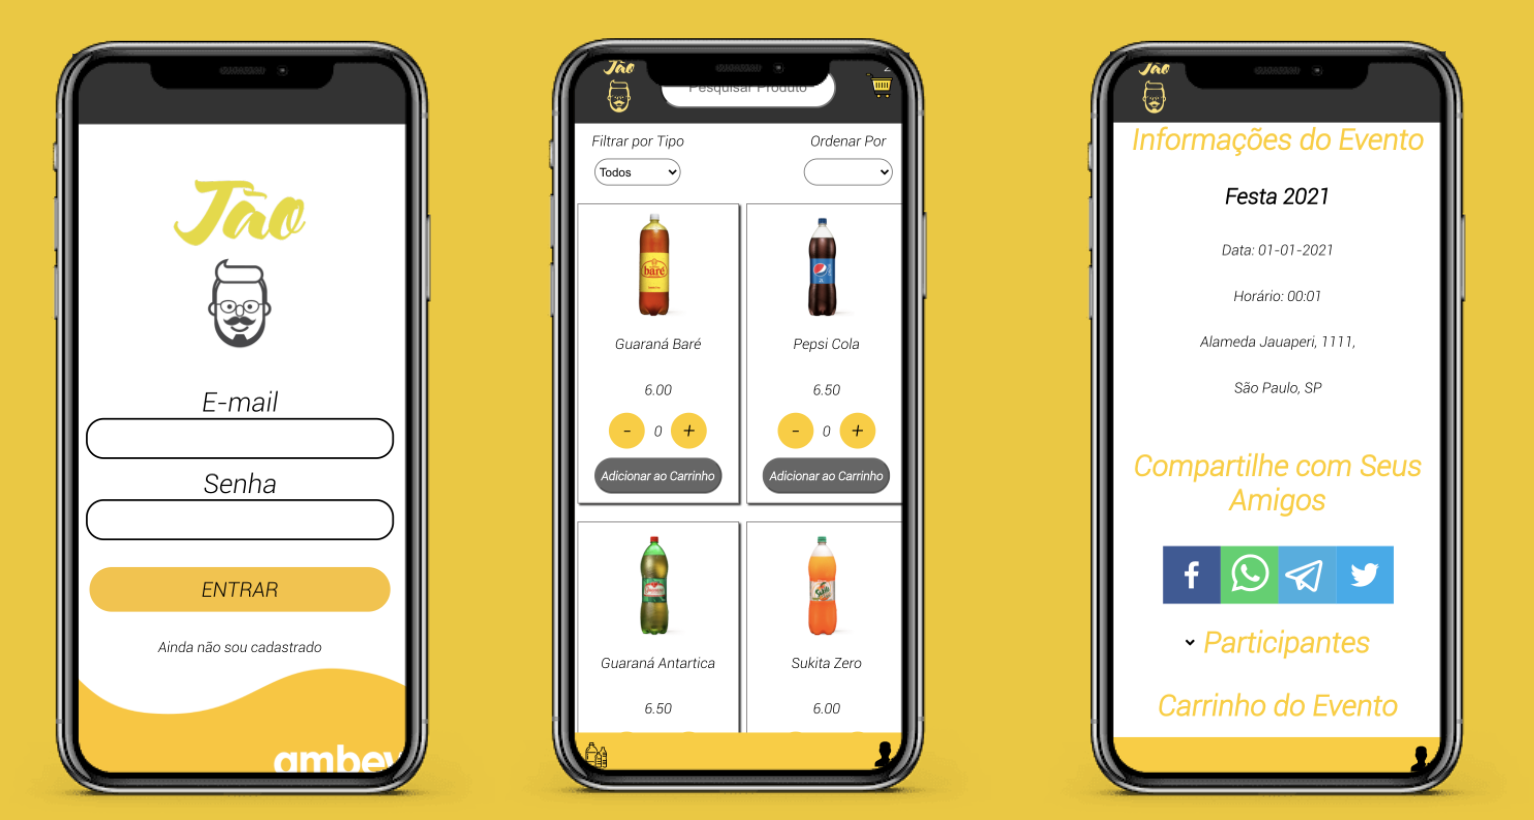 Jão
E-mail
Senha
ENTRAR
Ainda não sou cadastrado
ambev
Jão
Pesquisar Produto
Filtrar por Tipo
Ordenar Por
Todos
baré
Guaraná Baré
Pepsi Cola
6.00
6.50
- 0 +
- 0 +
Adicionar ao Carrinho
Adicionar ao Carrinho
Guaraná Antartica
Sukita Zero
6.50
6.00
Jão
Informações do Evento
Festa 2021
Data: 01-01-2021
Horário: 00:01
Alameda Jauaperi, 1111,
São Paulo, SP
Compartilhe com Seus
Amigos
Participantes
Carrinho do Evento